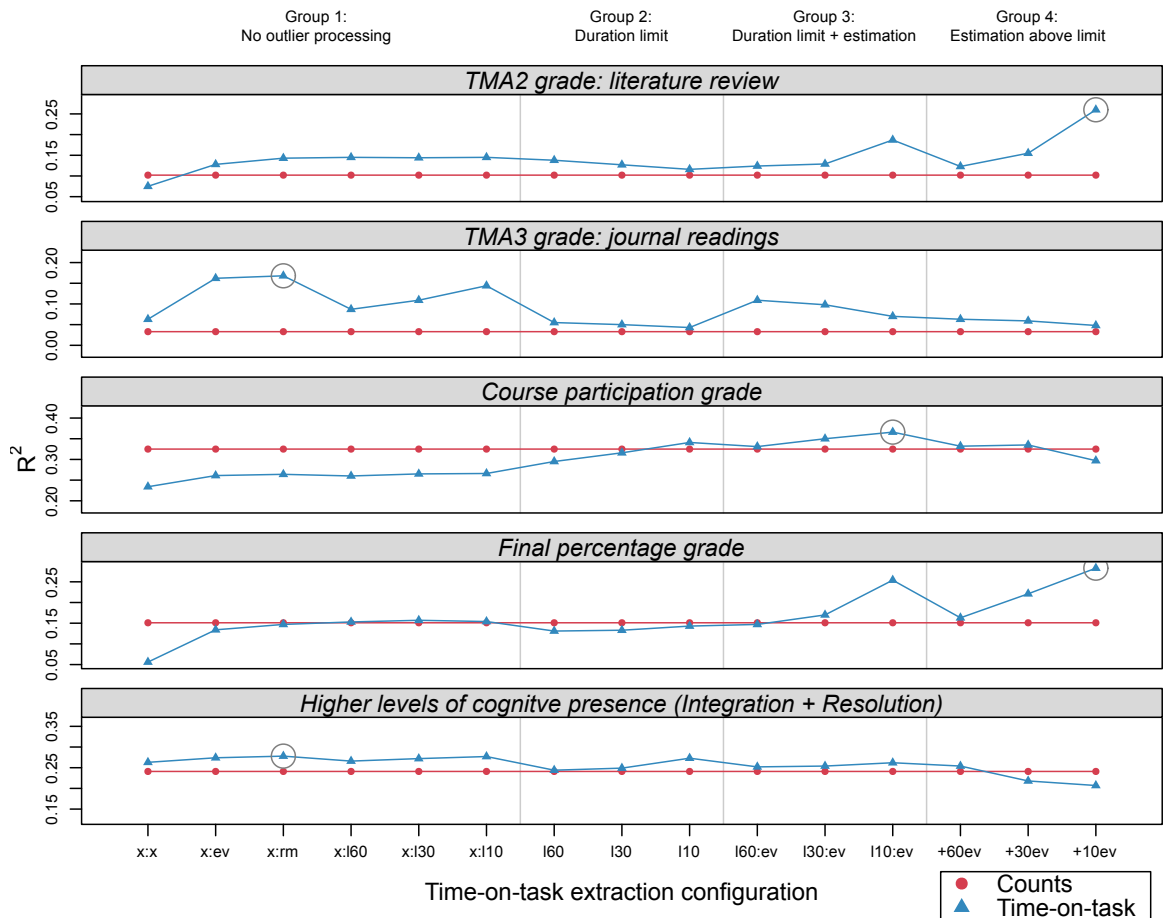 Group 1: Group 2: Group 3: Group 4:
No outlier processing Duration limit Duration limit + estimation Estimation above limit
TMA2 grade: literature review
0.25
0.15
0.05
TMA3 grade: journal readings
0.20
0.10
0.00
Course participation grade
0.40
0.30
0.20
R²
Final percentage grade
0.25
0.15
0.05
Higher levels of cognitve presence (Integration + Resolution)
0.35
0.25
0.15
x:x x:ev x:rm x:l60 x:l30 x:l10 l60 l30 l10 l60:ev l30:ev l10:ev +60ev +30ev +10ev
Time-on-task extraction configuration
Counts
Time-on-task